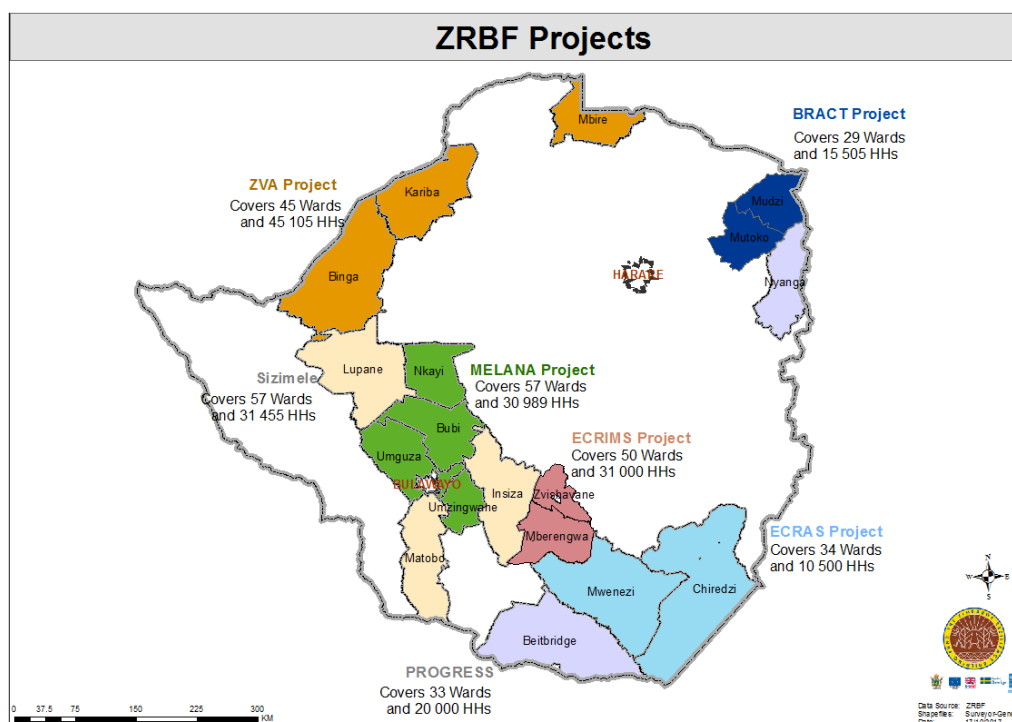 ZRBF Projects
Mbire
BRACT Project
Covers 29 Wards
and 15 505 HHs
ZVA Project
Covers 45 Wards
and 45 105 HHs
Kariba
Mudzi
Mutoko
Binga
HARARE
Nyanga
Lupane
Nkayi
MELANA Project
Covers 57 Wards
and 30 989 HHs
Sizimele
Covers 57 Wards
and 31 455 HHs
Bubi
Umguza
ECRIMS Project
Covers 50 Wards
and 31 000 HHs
BULAWAYO
Insiza
Zvishavane
Umzingwane
Mberengwa
ECRAS Project
Covers 34 Wards
and 10 500 HHs
Matobo
Mwenezi
Chiredzi
N
W E
S
Beitbridge
PROGRESS
Covers 33 Wards
and 20 000 HHs
0 37.5 75 150 225 300
KM
Data Source: ZRBF
Shapefiles: Surveyor-Gene